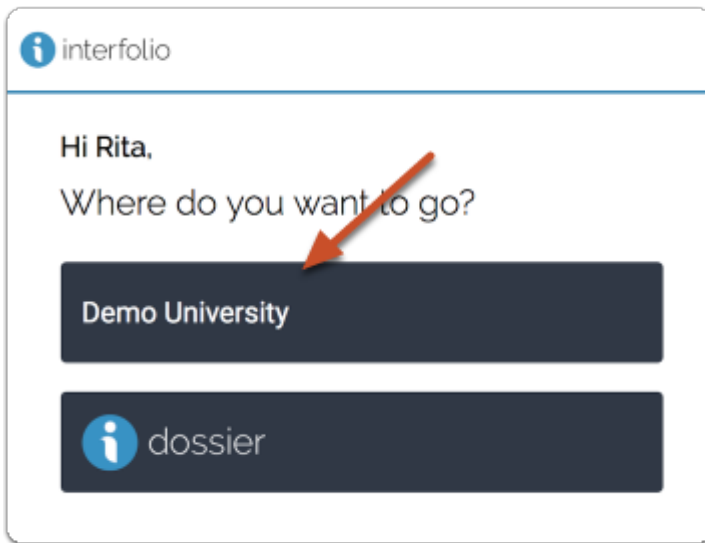 interfolio
Hi Rita,
Where do you want to go?
Demo University
dossier